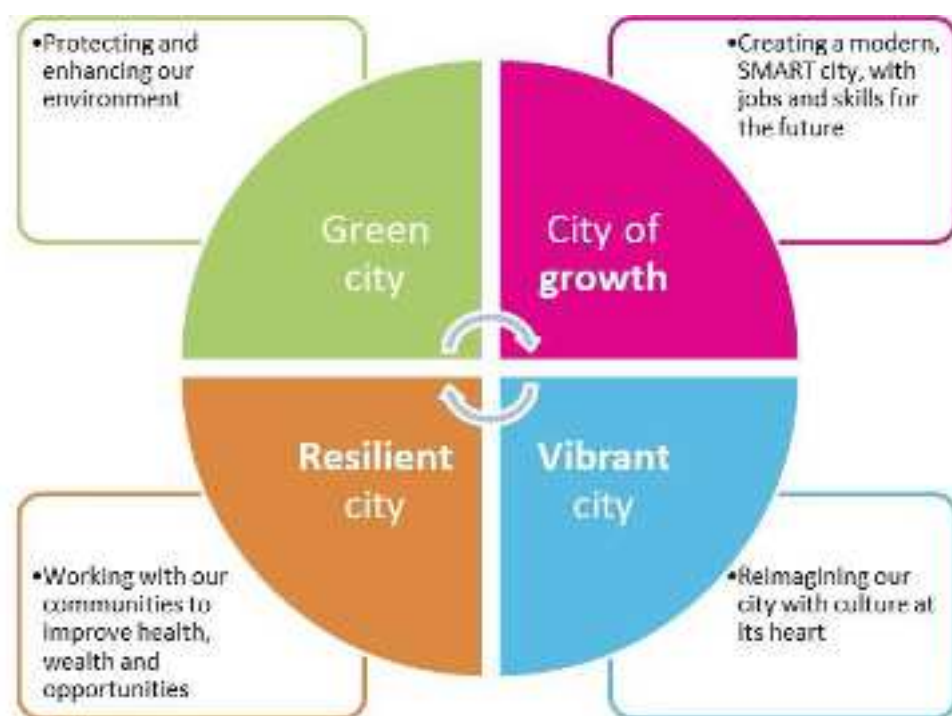 •Protecting and
enhancing our
environment
•Creating a modern,
SMART city, with
jobs and skills for
the future
Green
city
City of
growth
Resilient
city
Vibrant
city
•Working with our
communities to
improve health,
wealth and
opportunities
•Reimagining our
city with culture at
its heart